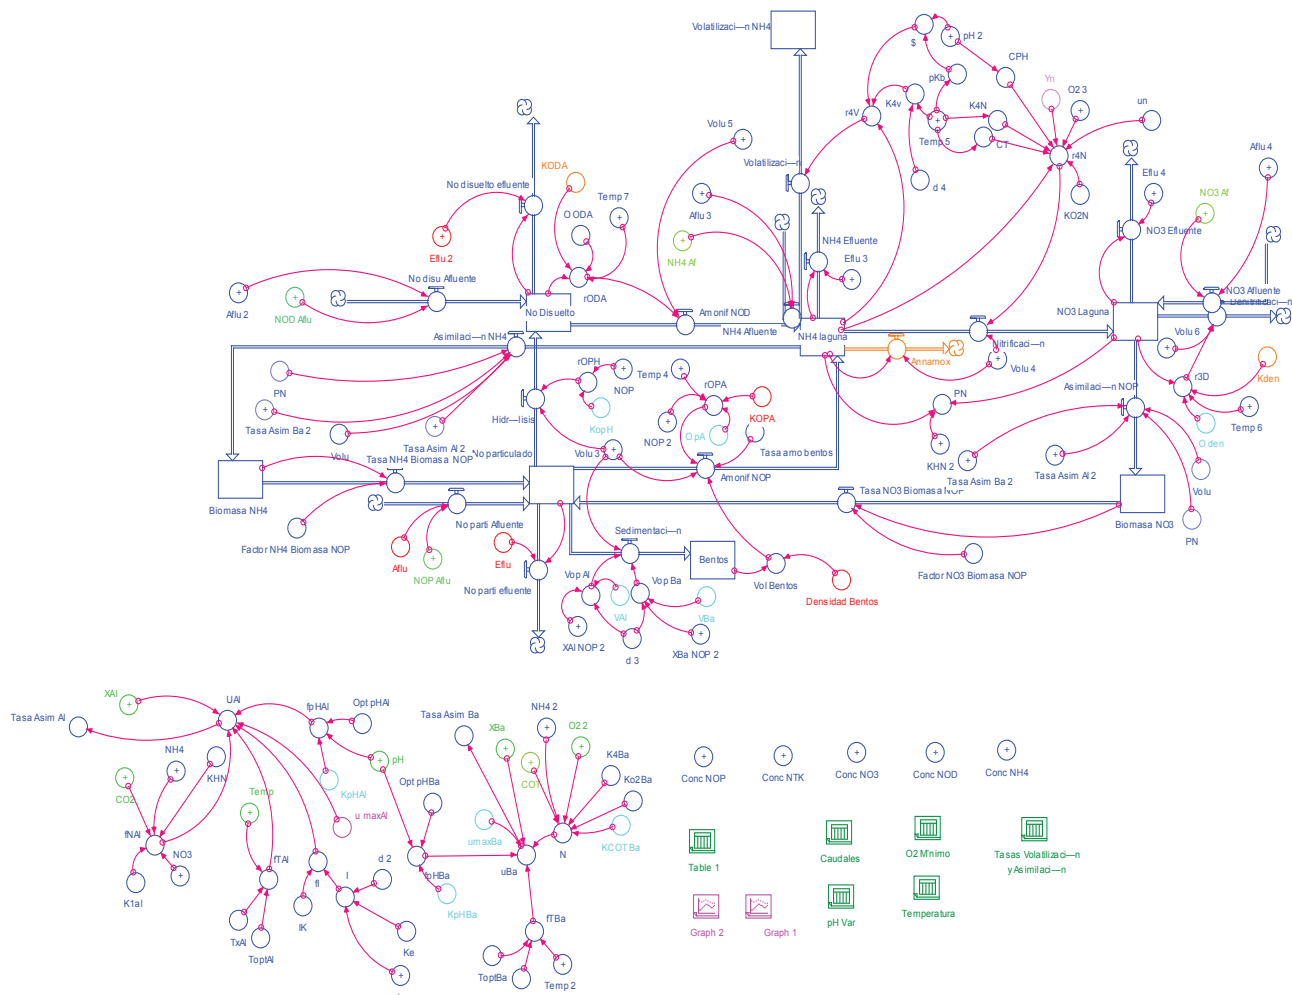 Volatilizaci—n NH4
$
pH 2
CPH
pKb
Yn
O2 3
un
K4v
K4N
r4V
Temp 5
CT
r4N
Volu 5
Aflu 4
Volatilizaci—n
KODA
No disuelto efluente
Temp 7
O ODA
Aflu 3
d 4
KO2N
Eflu 4
NO3 Af
NH4 Af
NO3 Efluente
Eflu 2
NH4 Efluente
Eflu 3
No disu Afluente
rODA
Aflu 2
NOD Aflu
No Disuelto
Amonif NOD
NO3 Afluente
Denitrificaci—n
NO3 Laguna
NH4 Afluente
NH4 laguna
Asimilaci—n NH4
Nitrificaci—n
Volu 6
Annamox
Volu 4
rOPH
Temp 4
rOPA
r3D
Kden
PN
NOP
PN
Asimilaci—n NOP
KOPA
Tasa Asim Ba 2
Hidr—lisis
KopH
NOP 2
OpA
O den
Temp 6
Volu
Tasa Asim Al 2
Tasa amo bentos
KHN 2
Tasa NH4 Biomasa NOP
No particulado
Volu 3
Tasa Asim Ba 2
Tasa Asim Al 2
Amonif NOP
Volu
Tasa NO3 Biomasa NOP
Biomasa NH4
No parti Afluente
Biomasa NO3
PN
Factor NH4 Biomasa NOP
Sedimentaci—n
Aflu
NOP Aflu
Eflu
Bentos
Factor NO3 Biomasa NOP
No parti efluente
Vop Al
Vop Ba
Vol Bentos
Densidad Bentos
VAl
VBa
XAl NOP 2
d 3
XBa NOP 2
XAl
UAl
fpHAl
Opt pHAl
Tasa Asim Al
Tasa Asim Ba
NH4 2
XBa
O2 2
NH4
KHN
pH
COT
K4Ba
Conc NOP
Conc NTK
Conc NO3
Conc NOD
Conc NH4
CO2
Temp
KpHAl
Opt pHBa
Ko2Ba
u maxAl
fNAl
umaxBa
N
KCOTBa
NO3
fTAl
fI
I
d 2
fpHBa
uBa
K1al
KpHBa
Table 1
Caudales
O2 M'nimo
Tasas Volatilizaci—n
y Asimilaci—n
TxAl
IK
ToptAl
Ke
fTBa
ToptBa
Temp 2
Graph 2
Graph 1
pH Var
Temperatura